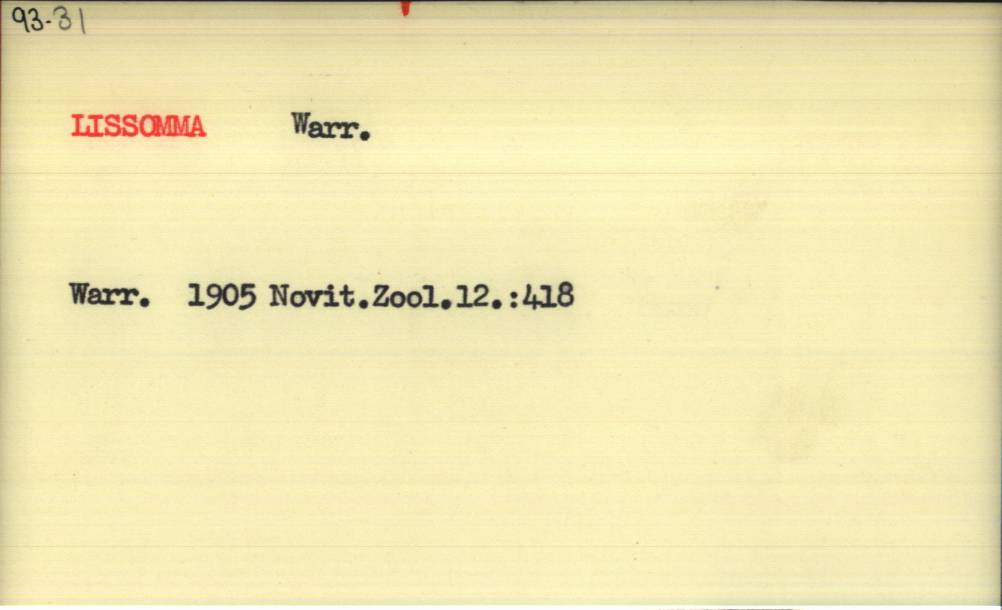 93-31
LISSOMMA Warr.
Warr. 1905 Novit.Zool.12.:418